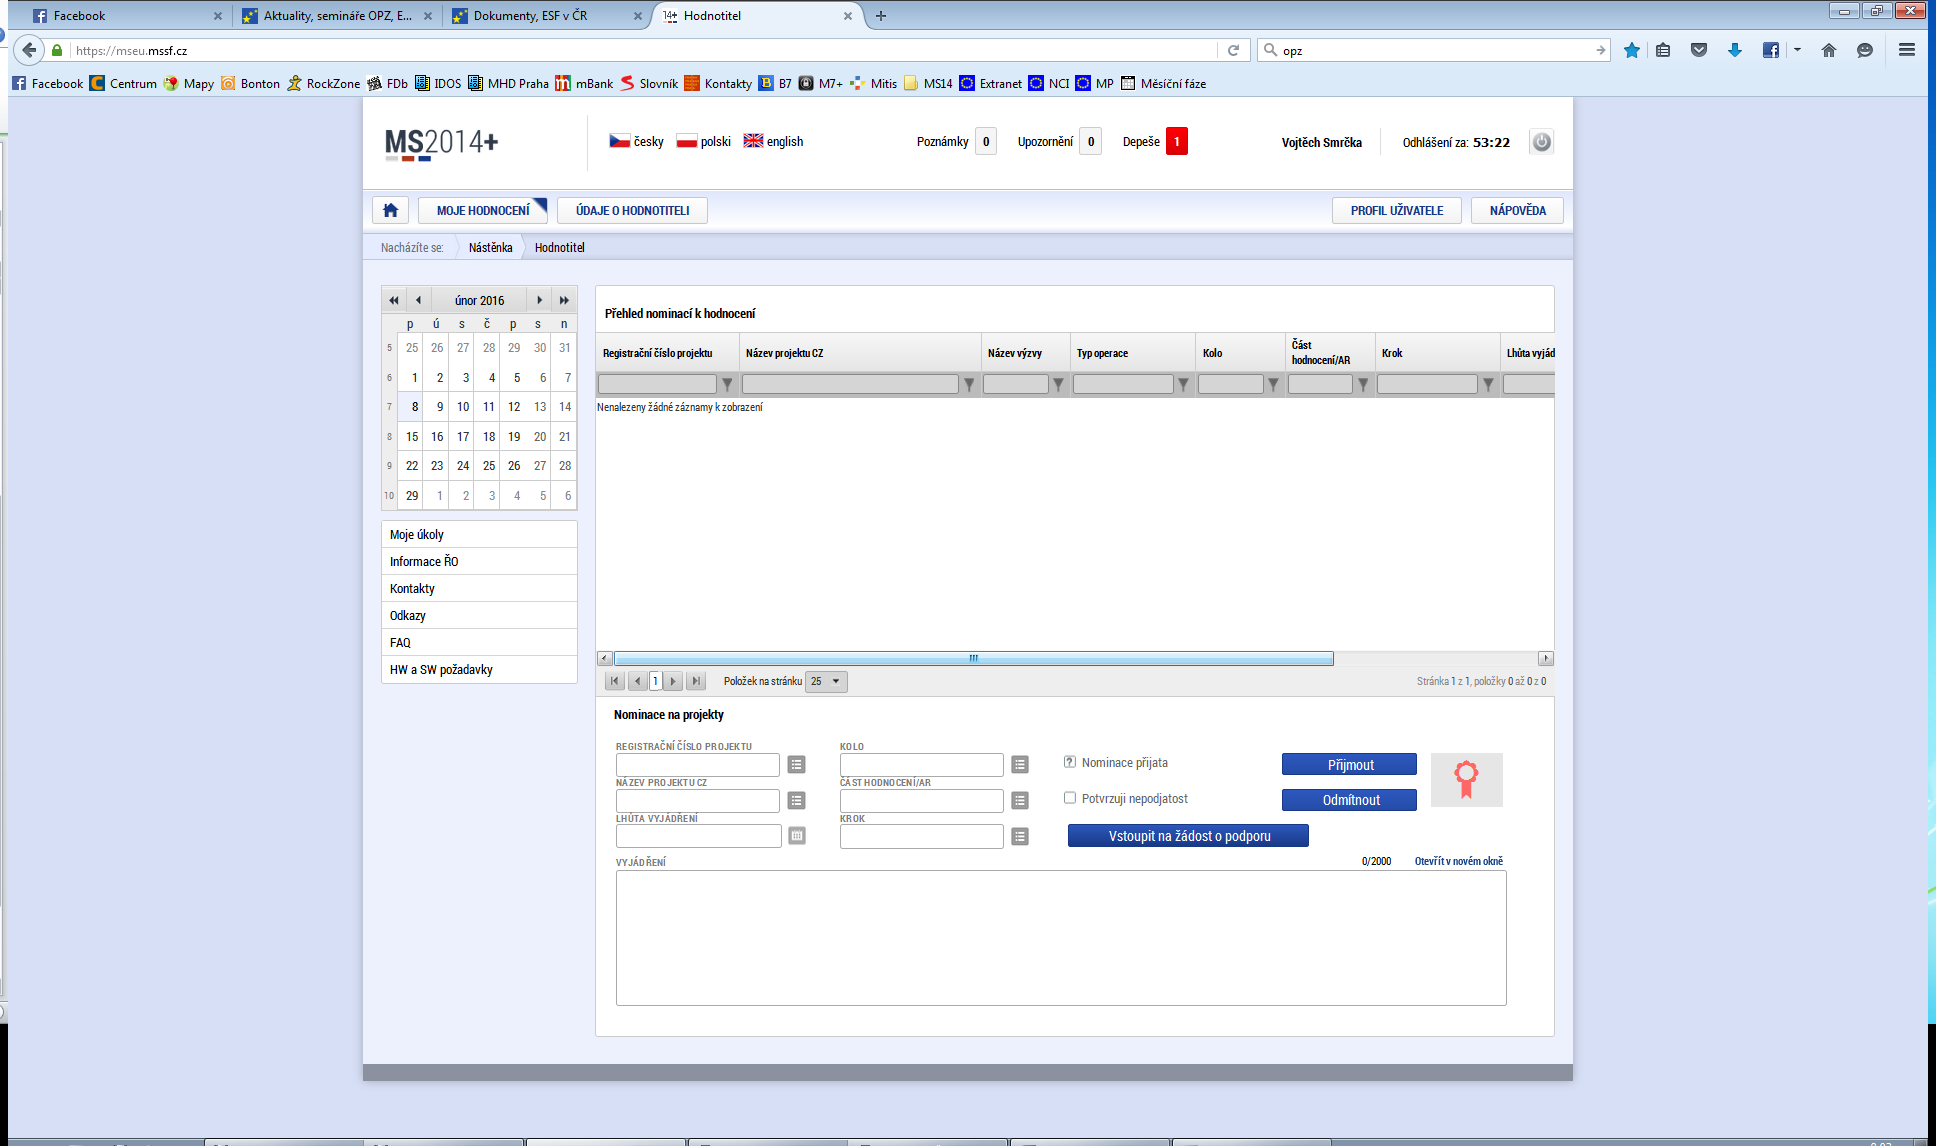 Facebook
Aktuality, semináře OPZ, E...
Dokumenty, ESF v ČR
14+ Hodnotitel
https://mseu.mssf.cz
opz
Facebook Centrum Mapy Bonton RockZone FDb IDOS MHD Praha mBank Slovník Kontakty B7 M7+ Mitis MS14 Extranet NCI MP Měsíční fáze
MS2014+
česky polski english
Poznámky 0 Upozornění 0 Depeše 1
Vojtěch Smrčka
Odhlášení za: 53:22
MOJE HODNOCENÍ ÚDAJE O HODNOTITELI
PROFIL UŽIVATELE NÁPOVĚDA
Nacházíte se: Nástěnka Hodnotitel
únor 2016
p ú s č p s n
5 25 26 27 28 29 30 31
6 1 2 3 4 5 6 7
7 8 9 10 11 12 13 14
8 15 16 17 18 19 20 21
9 22 23 24 25 26 27 28
10 29 1 2 3 4 5 6
Moje úkoly
Informace ŘO
Kontakty
Odkazy
FAQ
HW a SW požadavky
Přehled nominací k hodnocení
Registrační číslo projektu Název projektu CZ Název výzvy Typ operace Kolo Část hodnocení/AR Krok Lhůta vyjád
Nenalezeny žádné záznamy k zobrazení
1 Položek na stránku 25
Stránka 1 z 1, položky 0 až 0 z 0
Nominace na projekty
REGISTRAČNÍ ČÍSLO PROJEKTU KOLO
Nominace přijata Přijmout
NÁZEV PROJEKTU CZ ČÁST HODNOCENÍ/AR
Potvrzuji nepodjatost Odmítnout
LHŮTA VYJÁDŘENÍ KROK
Vstoupit na žádost o podporu
VYJÁDŘENÍ 0/2000 Otevřít v novém okně